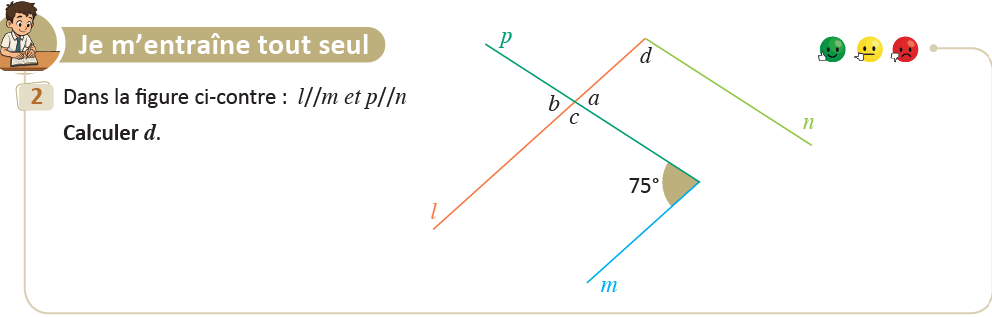 Je m'entraîne tout seul
2 Dans la figure ci-contre : l//m et p//n
Calculer d.
p
d
b a
c
n
75°
l
m